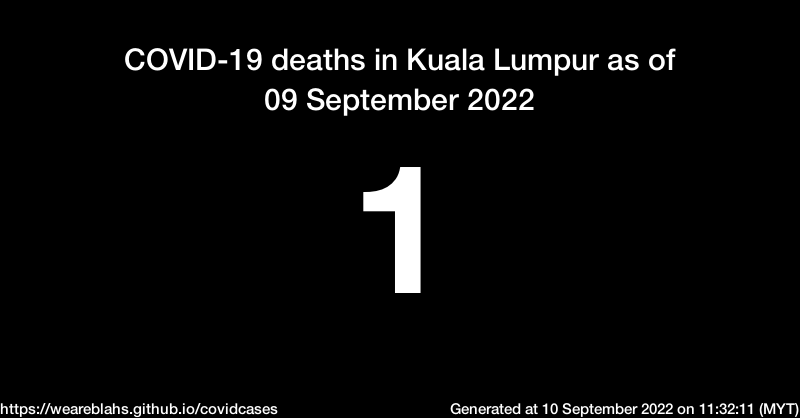 COVID-19 deaths in Kuala Lumpur as of
09 September 2022
1
https://weareblahs.github.io/covidcases
Generated at 10 September 2022 on 11:32:11 (MYT)